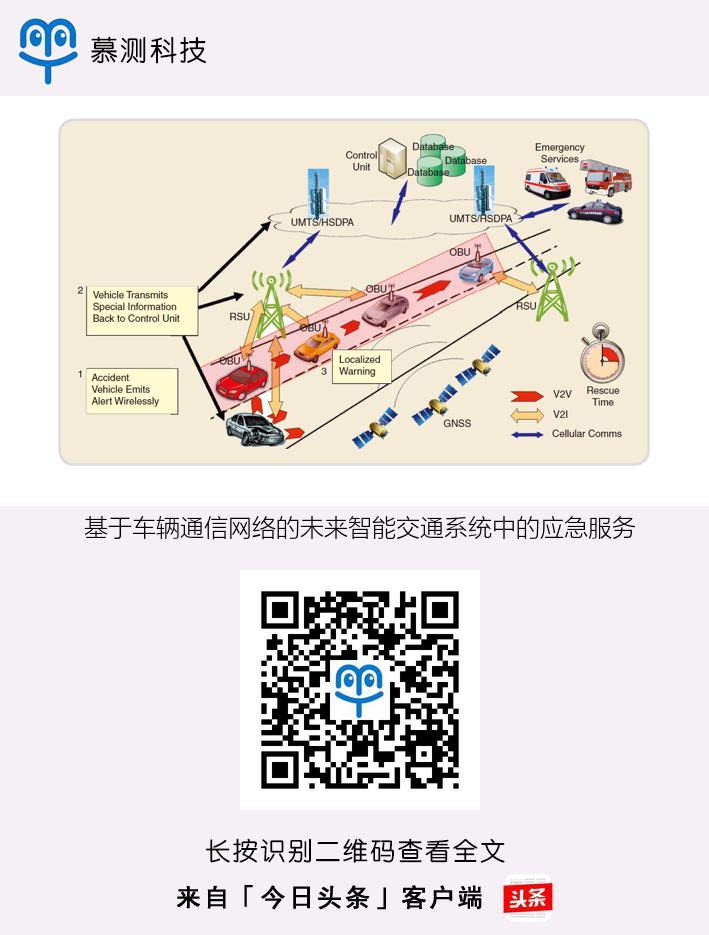 慕测科技
Control
Unit
Database
Database
Database
Emergency
Services
UMTS/HSDPA
UMTS/HSDPA
OBU
RSU
OBU
OBU
OBU
RSU
2
Vehicle Transmits
Special Information
Back to Control Unit
1
Accident
Vehicle Emits
Alert Wirelessly
3
Localized
Warning
GNSS
Rescue
Time
V2V
V2I
Cellular Comms
基于车辆通信网络的未来智能交通系统中的应急服务
长按识别二维码查看全文
来自「今日头条」客户端
头条